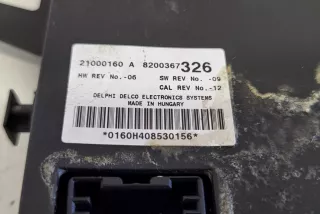 21000160 A 8200367326
HW REV No.-06 SW REV No.-09
CAL REV No.-12
DELPHI DELCO ELECTRONICS SYSTEMS
MADE IN HUNGARY
*0160H408530156*